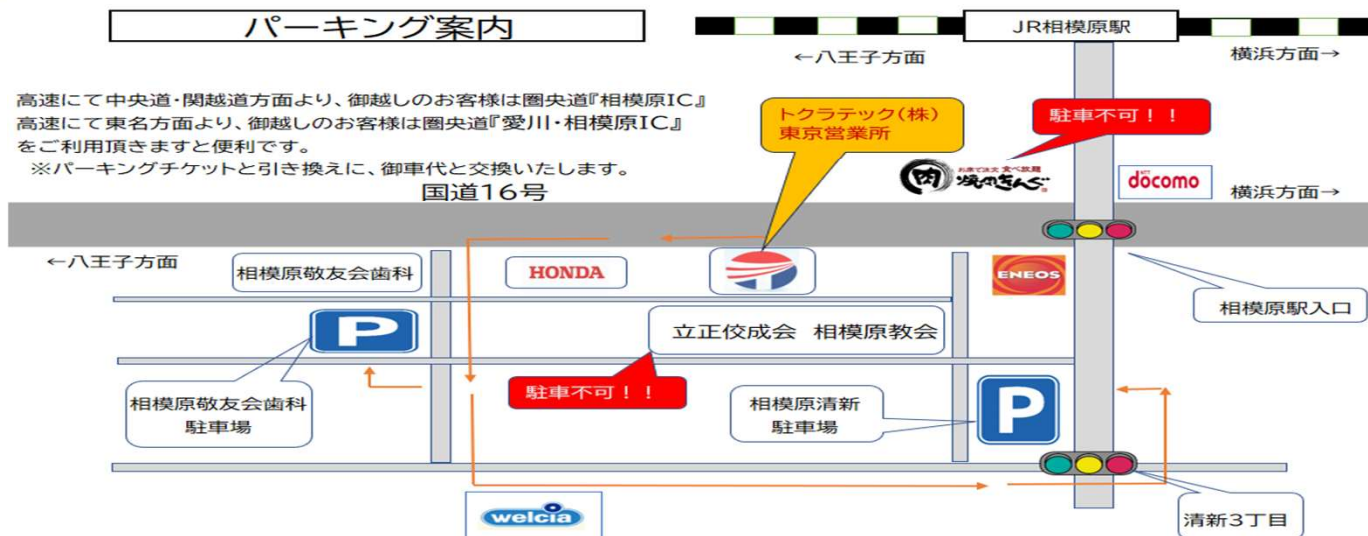 パーキング案内
JR相模原駅
←八王子方面
横浜方面→
高速にて中央道・関越道方面より、御越しのお客様は圏央道『相模原IC』
高速にて東名方面より、御越しのお客様は圏央道『愛川・相模原IC』
をご利用頂きますと便利です。
※パーキングチケットと引き換えに、御車代と交換いたします。
トクラテック(株)
東京営業所
駐車不可！！
お席で注文 食べ放題
肉 焼肉きんぐ
NTT
docomo
国道16号
横浜方面→
←八王子方面
相模原敬友会歯科
HONDA
ENEOS
相模原駅入口
P
立正佼成会 相模原教会
駐車不可！！
相模原敬友会歯科
駐車場
相模原清新
駐車場
P
welcia
清新3丁目